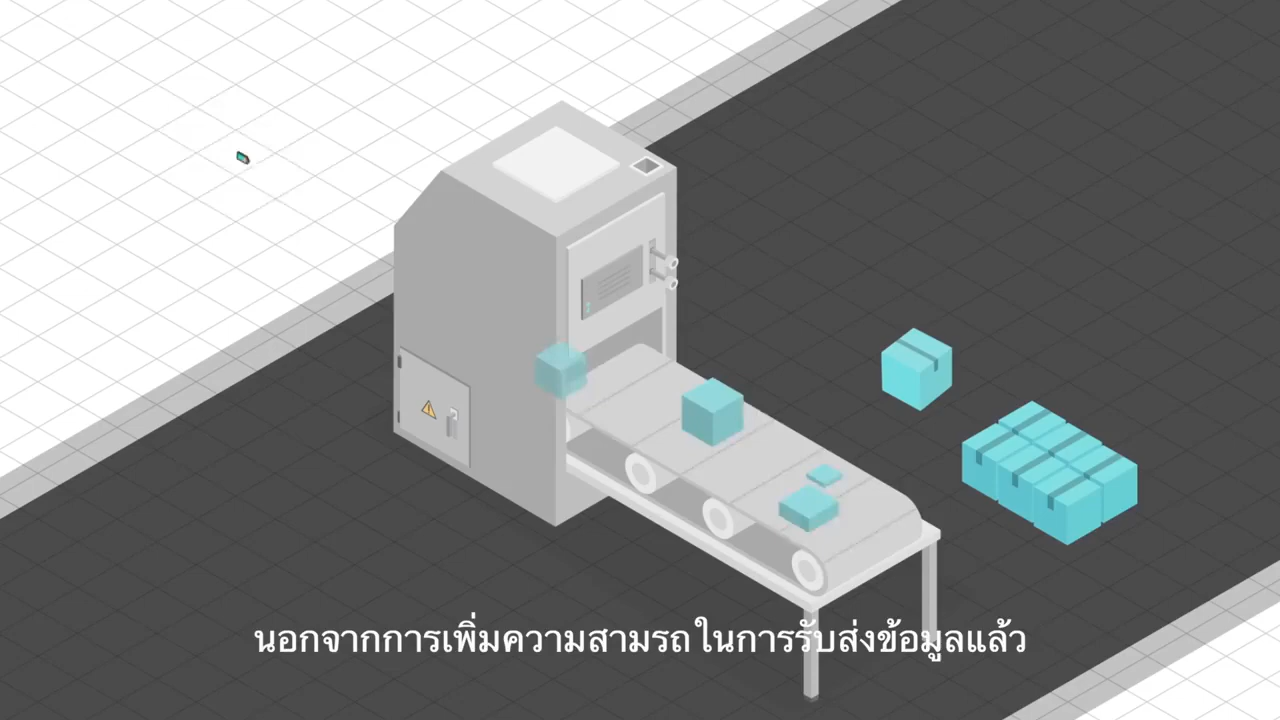 นอกจากการเพิ่มความสามารถในการรับส่งข้อมูลแล้ว